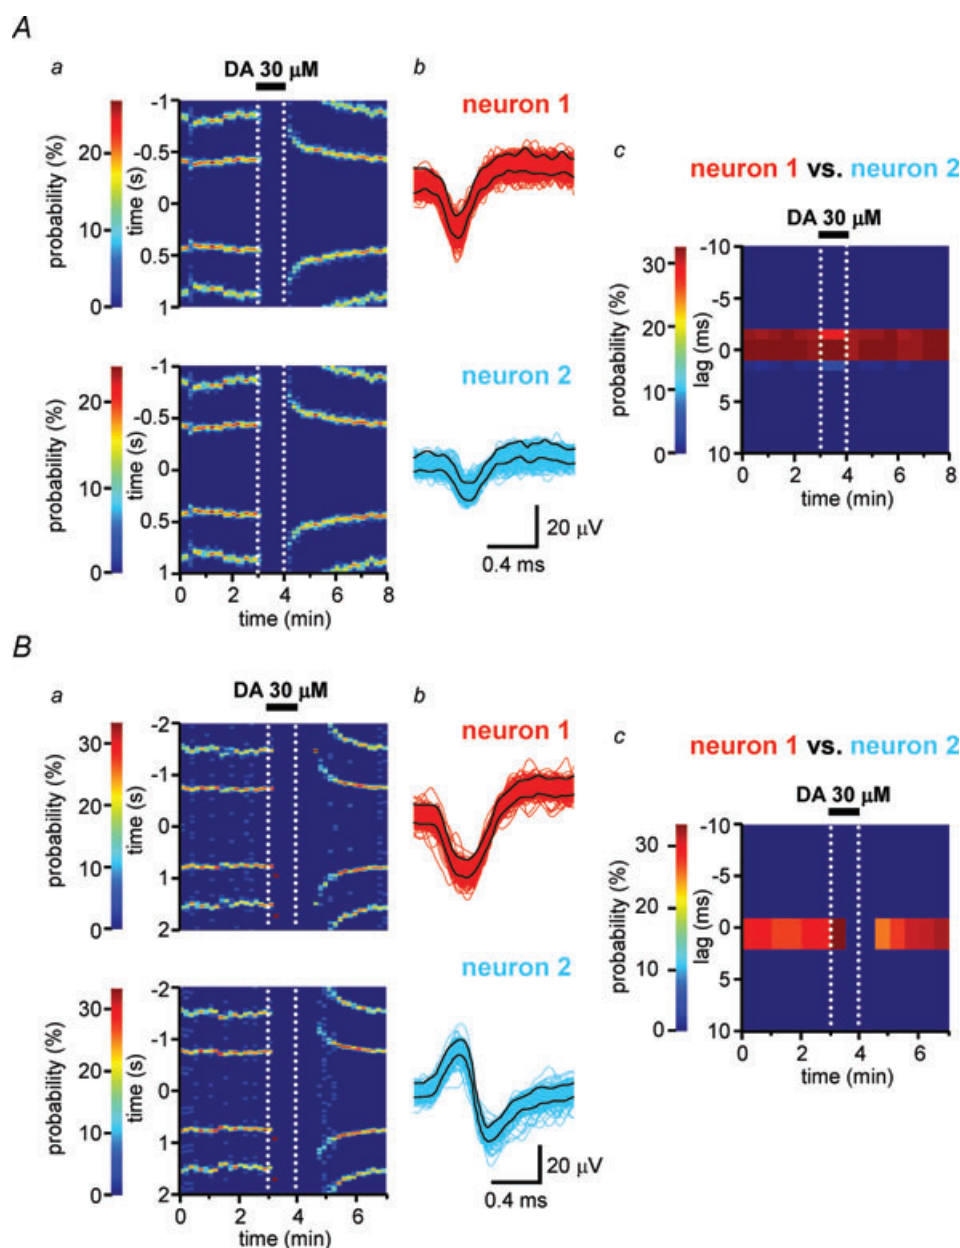 A
a
DA 30 μM
probability (%)
20
10
0
time (s)
-1
-0.5
0
0.5
1
b
neuron 1
c
neuron 1 vs. neuron 2
DA 30 μM
probability (%)
30
20
10
0
lag (ms)
-10
-5
0
5
10
0 2 4 6 8
time (min)
probability (%)
20
10
0
time (s)
-1
-0.5
0
0.5
1
0 2 4 6 8
time (min)
neuron 2
20 μV
0.4 ms
B
a
DA 30 μM
probability (%)
30
20
10
0
time (s)
-2
-1
0
1
2
b
neuron 1
c
neuron 1 vs. neuron 2
DA 30 μM
probability (%)
30
20
10
0
lag (ms)
-10
-5
0
5
10
0 2 4 6
time (min)
probability (%)
30
20
10
0
time (s)
-2
-1
0
1
2
0 2 4 6
time (min)
neuron 2
20 μV
0.4 ms